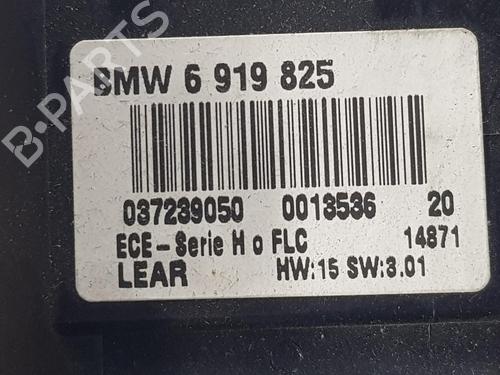 B-PARTS
BMW 6 919 825
037239050 0013536 20
ECE-Serie H o FLC 14871
LEAR HW:15 SW:3.01